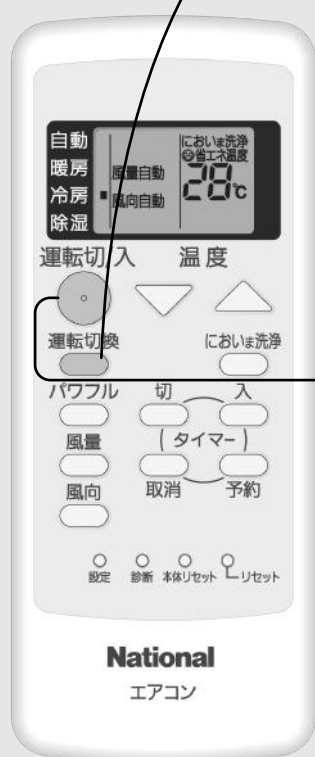 自動
暖房
冷房
除湿
風量自動
風向自動
においま洗浄
省エネ温度
28℃
運転切/入 温度
運転切換 においま洗浄
パワフル 切 入
風量 (タイマー)
風向 取消 予約
設定 診断 本体リセット リセット
National
エアコン